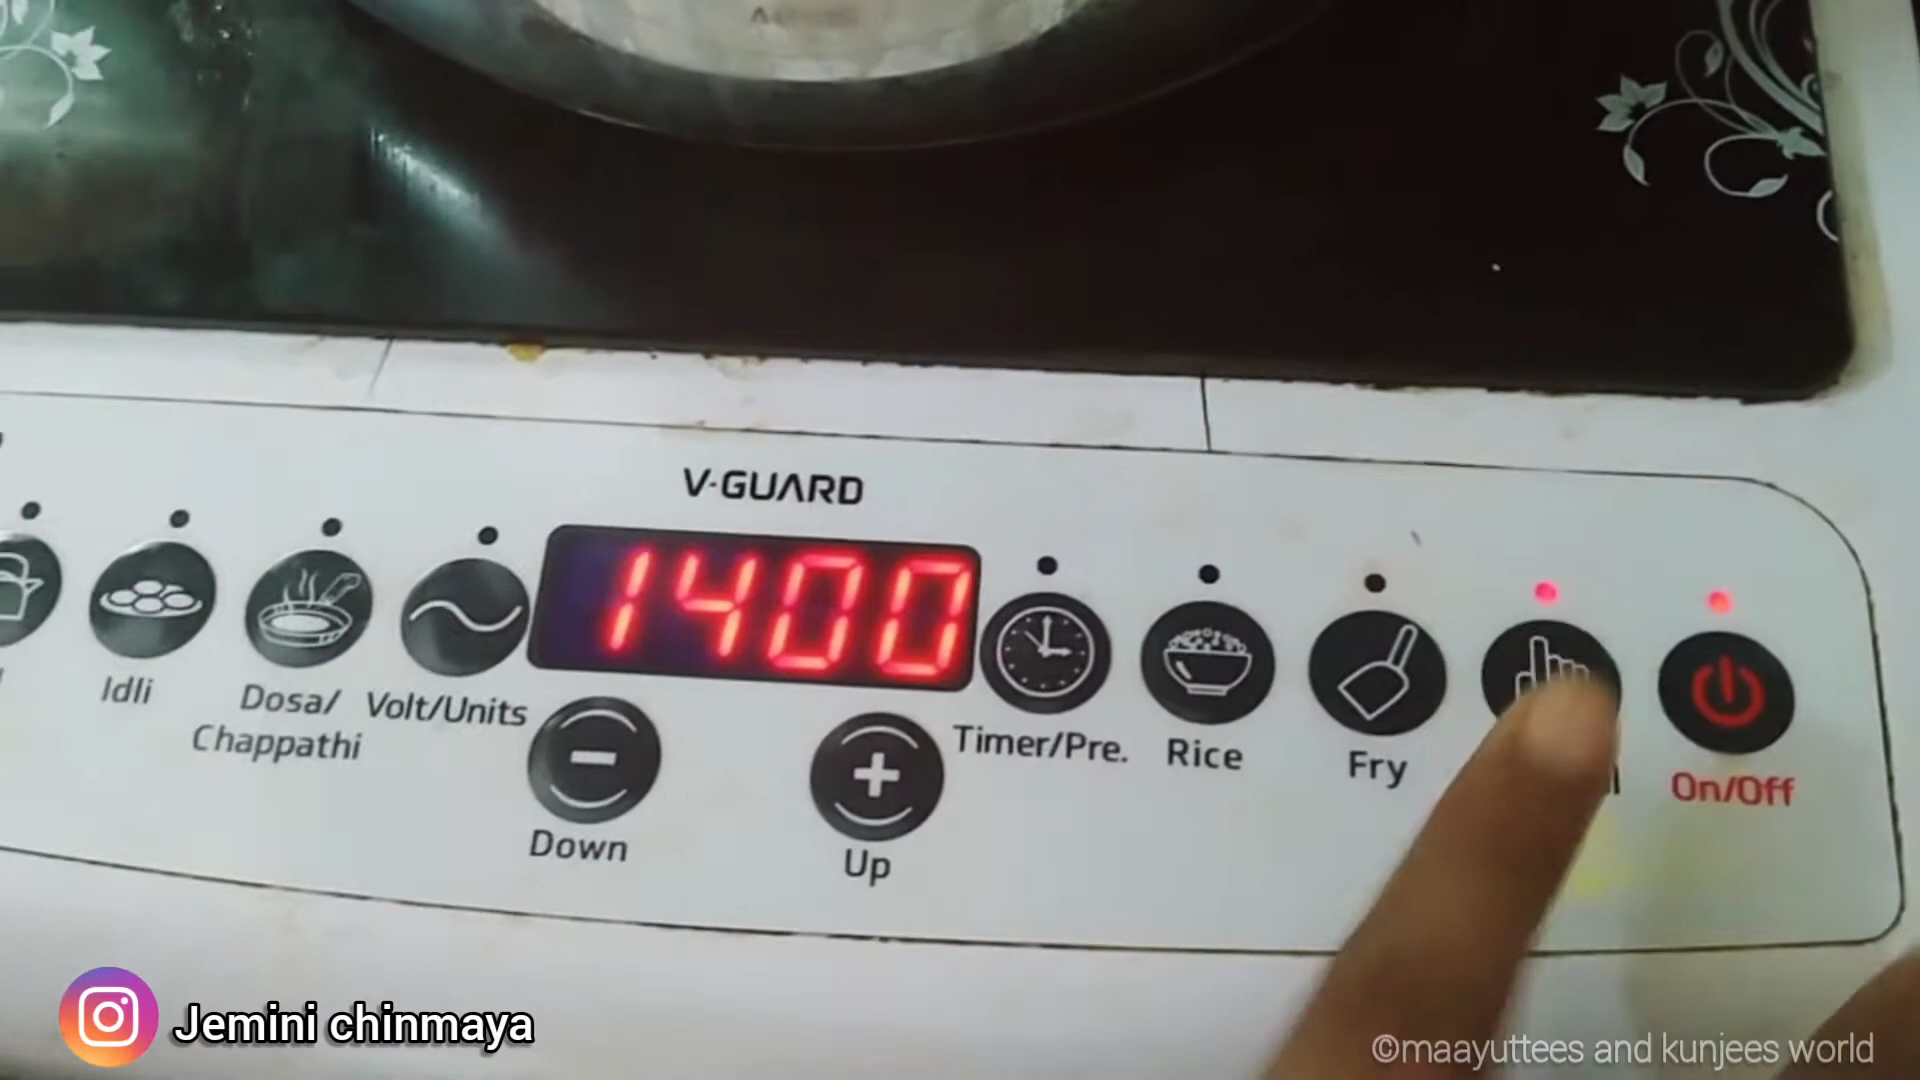 V-GUARD
1400
Idli
Dosa/
Chappathi
Volt/Units
Timer/Pre.
Rice
Fry
On/Off
Down
Up
Jemini chinmaya
©maayuttees and kunjees world